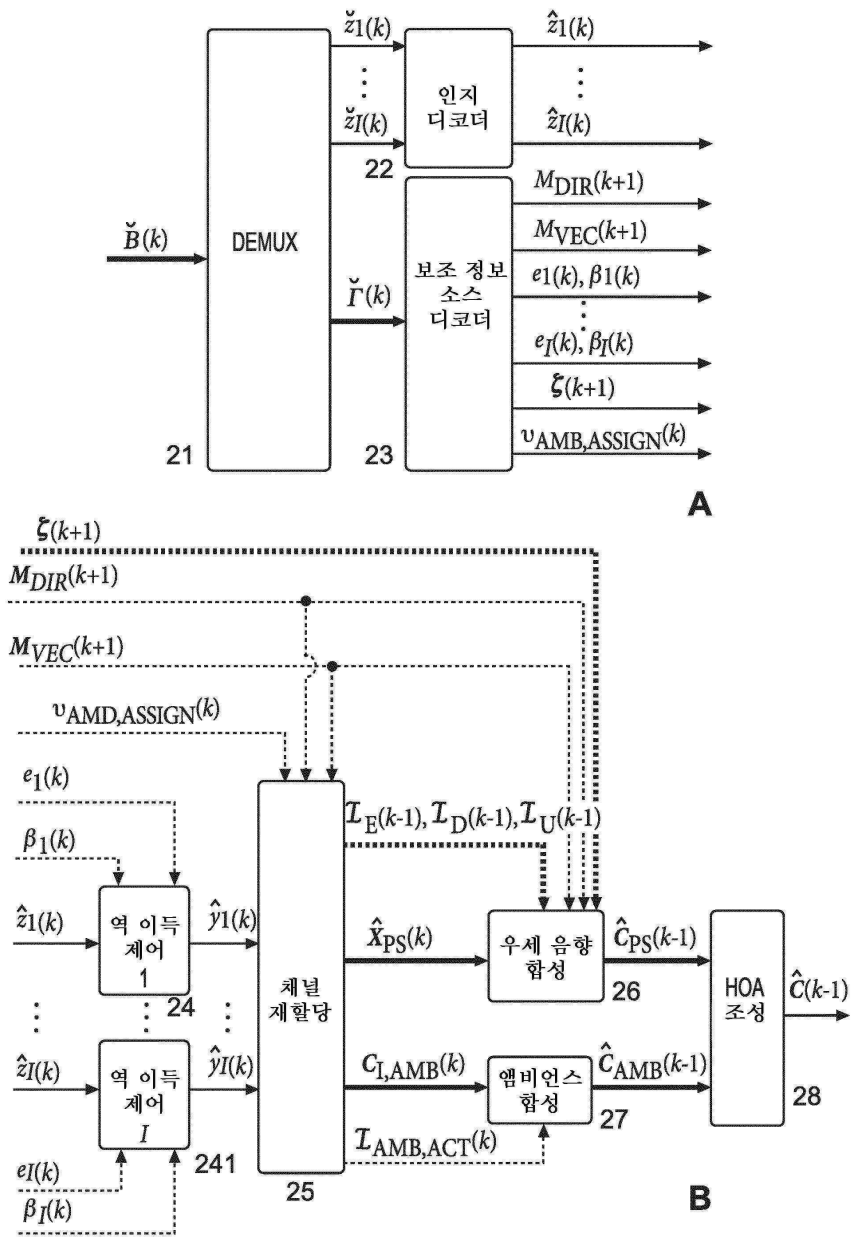 z̆1(k)
ẑ1(k)
⋮
⋮
z̆I(k)
ẑI(k)
인지
디코더
22
MDIR(k+1)
MVEC(k+1)
B̆(k)
DEMUX
Γ̆(k)
보조 정보
소스
디코더
e1(k), β1(k)
⋮
eI(k), βI(k)
ζ(k+1)
υAMB,ASSIGN(k)
21
23
A
ζ(k+1)
MDIR(k+1)
MVEC(k+1)
υAMD,ASSIGN(k)
e1(k)
β1(k)
ẑ1(k)
역 이득
제어
1
24
ŷ1(k)
⋮
⋮
⋮
ẑI(k)
역 이득
제어
I
241
ŷI(k)
eI(k)
βI(k)
채널
재할당
25
IE(k-1), ID(k-1), IU(k-1)
X̂PS(k)
우세 음향
합성
26
ĈPS(k-1)
CI,AMB(k)
앰비언스
합성
27
ĈAMB(k-1)
IAMB,ACT(k)
HOA
조성
28
Ĉ(k-1)
B